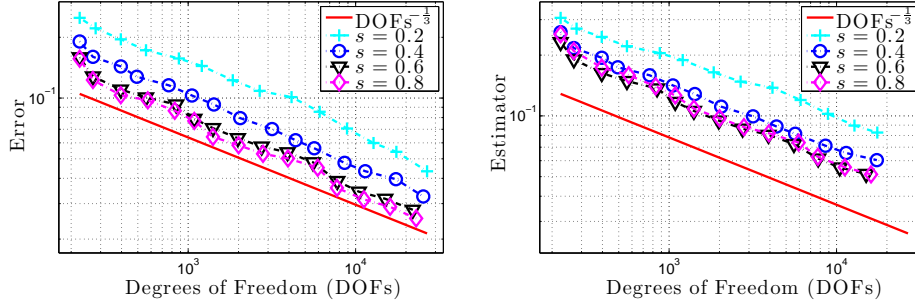 DOFs^{-\frac{1}{3}}
s = 0.2
s = 0.4
s = 0.6
s = 0.8
10^{-1}
Error
10^3
10^4
Degrees of Freedom (DOFs)
DOFs^{-\frac{1}{3}}
s = 0.2
s = 0.4
s = 0.6
s = 0.8
10^{-1}
Estimator
10^3
10^4
Degrees of Freedom (DOFs)